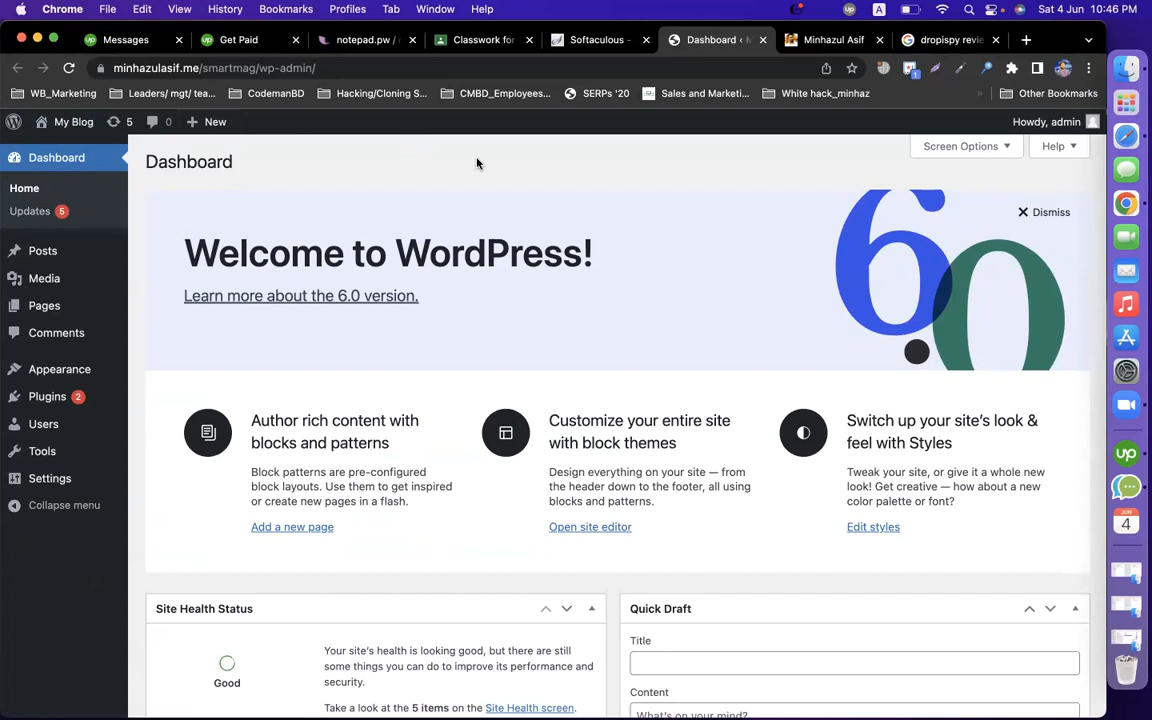 Chrome File Edit View History Bookmarks Profiles Tab Window Help A Sat 4 Jun 10:46 PM
Messages Get Paid notepad.pw / Classwork for Softaculous - Dashboard ‹ Minhazul Asif dropispy revie
minhazulasif.me/smartmag/wp-admin/ 1
WB_Marketing Leaders/ mgt/ tea... CodemanBD Hacking/Cloning S... CMBD_Employees... SERPs '20 Sales and Marketi... White hack_minhaz » Other Bookmarks
My Blog 5 0 + New Howdy, admin
Dashboard
Home
Updates 5
Posts
Media
Pages
Comments
Appearance
Plugins 2
Users
Tools
Settings
Collapse menu
Dashboard
Screen Options ▼ Help ▼
Welcome to WordPress!
Learn more about the 6.0 version.
Dismiss
6.0
Author rich content with
blocks and patterns
Block patterns are pre-configured
block layouts. Use them to get inspired
or create new pages in a flash.
Add a new page
Customize your entire site
with block themes
Design everything on your site — from
the header down to the footer, all using
blocks and patterns.
Open site editor
Switch up your site's look &
feel with Styles
Tweak your site, or give it a whole new
look! Get creative — how about a new
color palette or font?
Edit styles
Site Health Status
Good
Your site's health is looking good, but there are still
some things you can do to improve its performance and
security.
Take a look at the 5 items on the Site Health screen.
Quick Draft
Title
Content
What's on your mind?
up
JUN
4